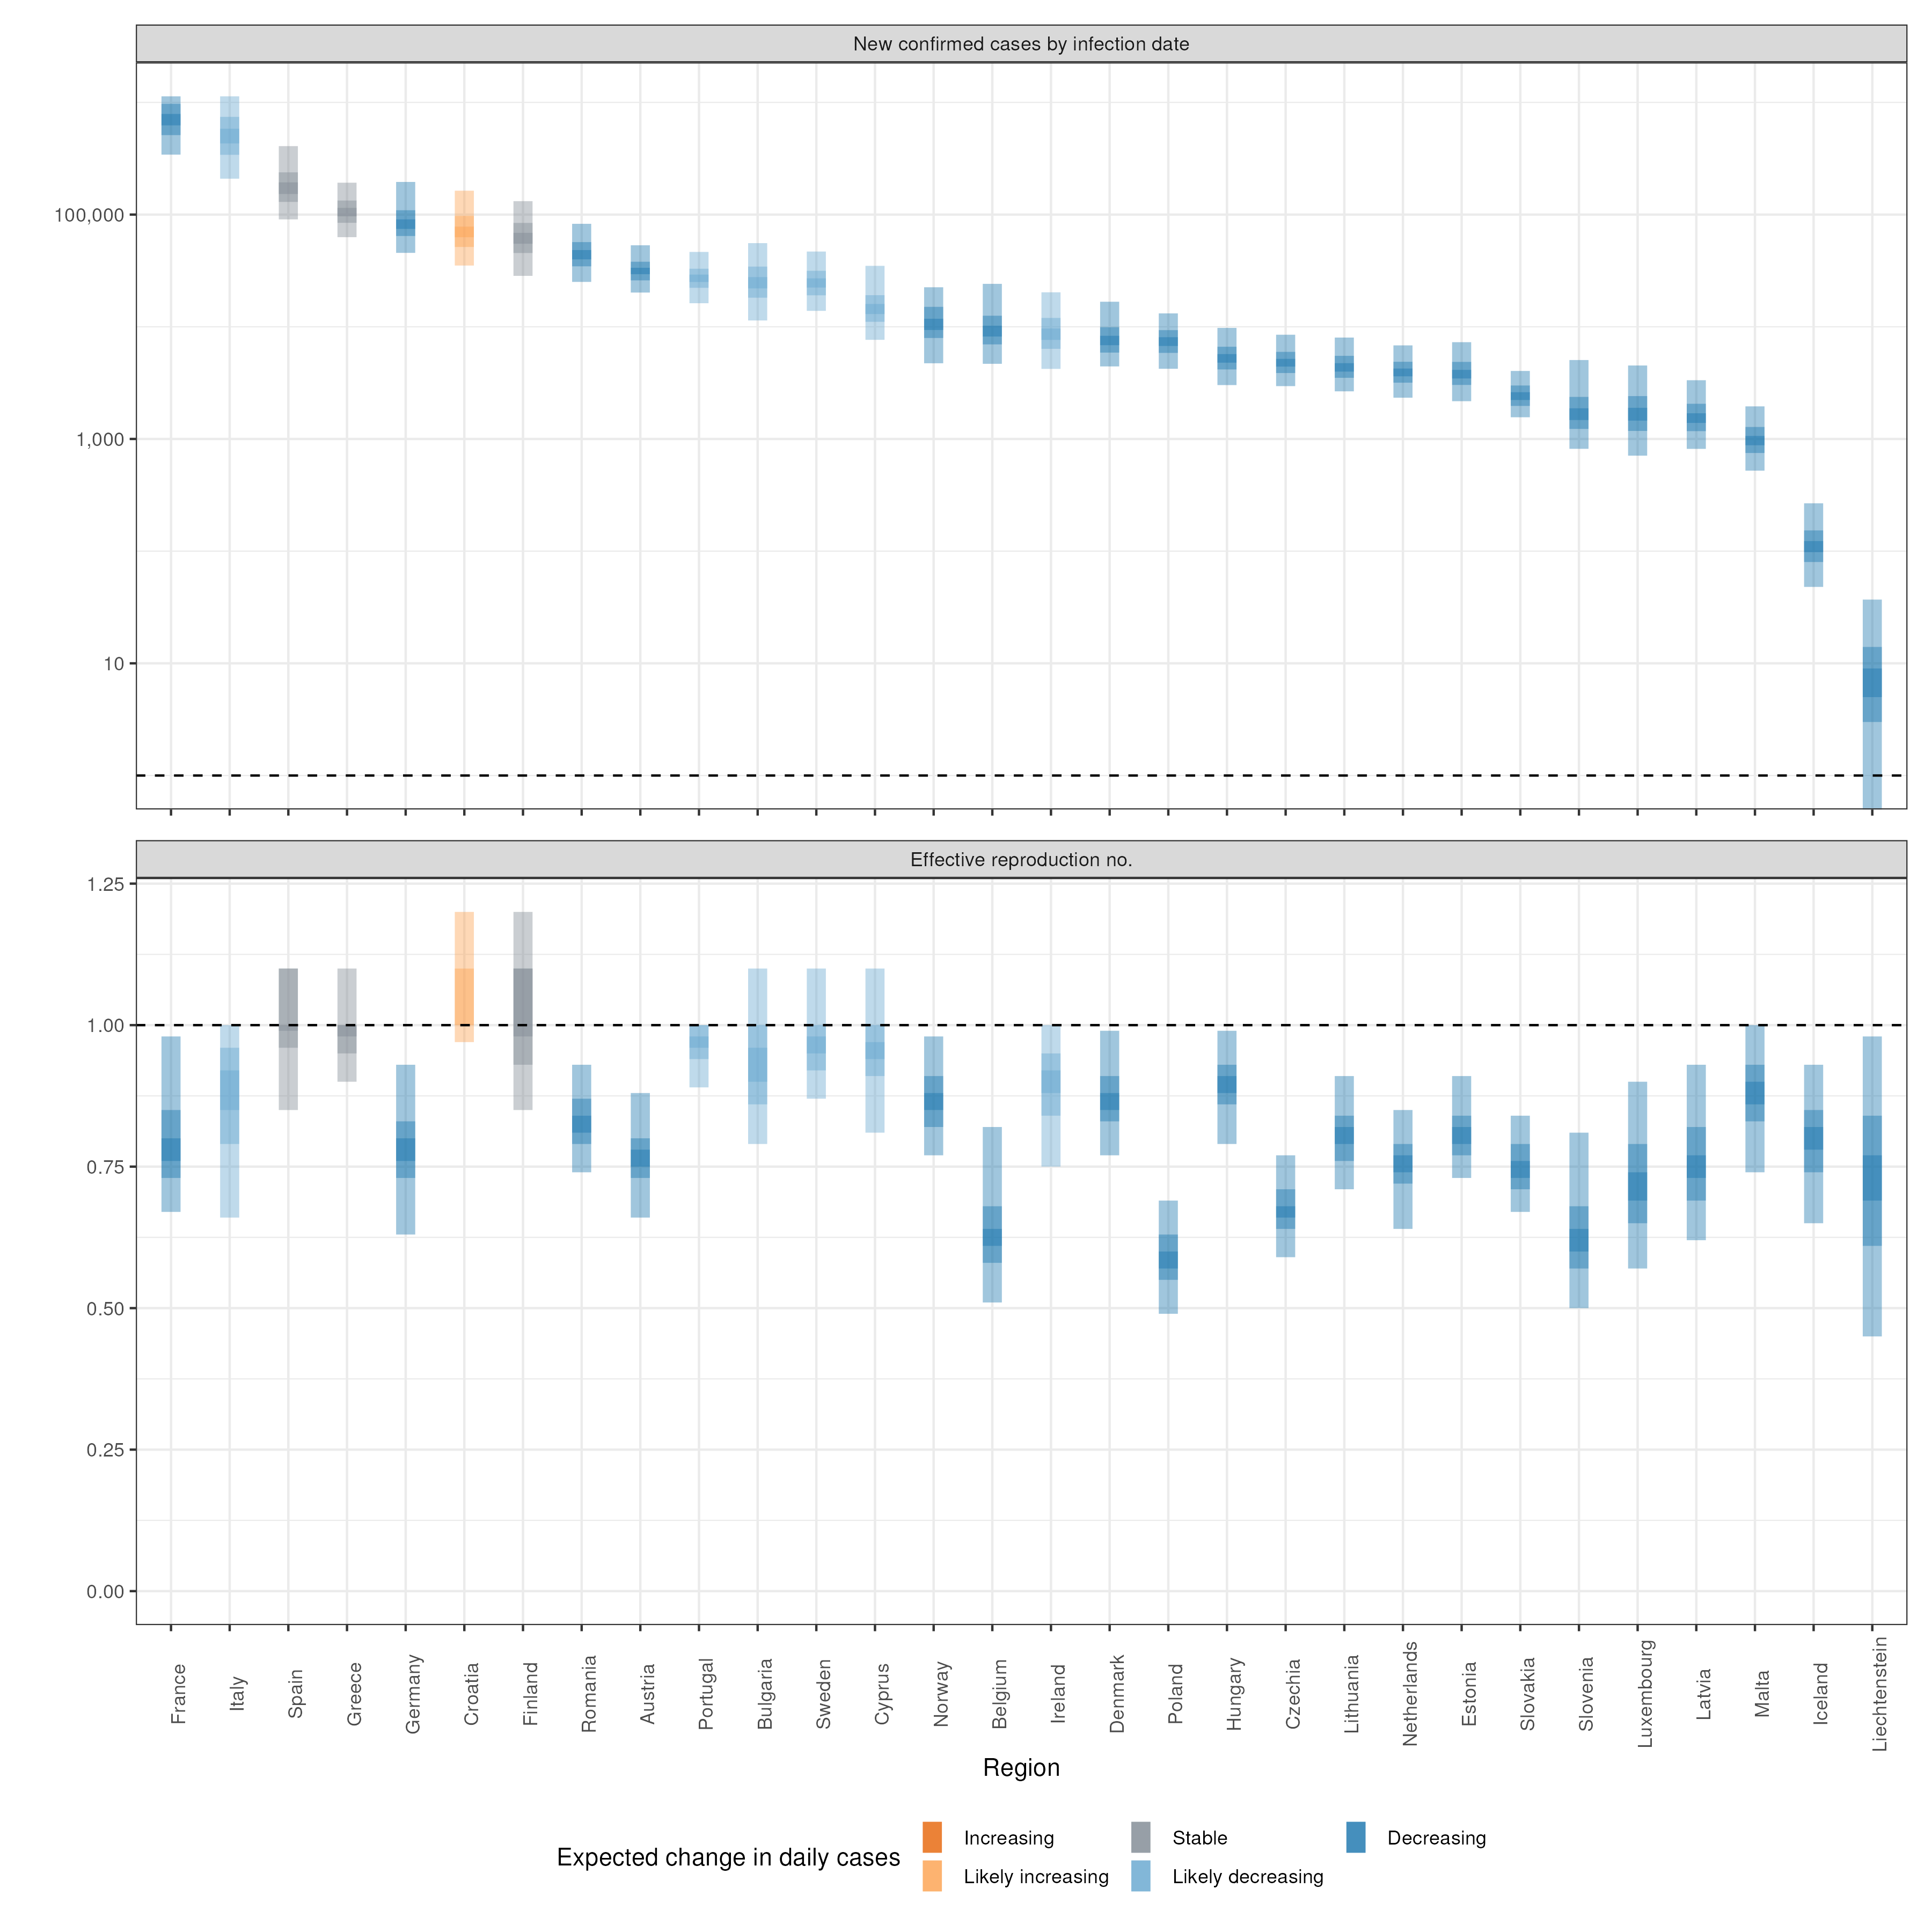 New confirmed cases by infection date
100,000
1,000
10
Effective reproduction no.
1.25
1.00
0.75
0.50
0.25
0.00
France
Italy
Spain
Greece
Germany
Croatia
Finland
Romania
Austria
Portugal
Bulgaria
Sweden
Cyprus
Norway
Belgium
Ireland
Denmark
Poland
Hungary
Czechia
Lithuania
Netherlands
Estonia
Slovakia
Slovenia
Luxembourg
Latvia
Malta
Iceland
Liechtenstein
Region
Expected change in daily cases
Increasing
Stable
Decreasing
Likely increasing
Likely decreasing